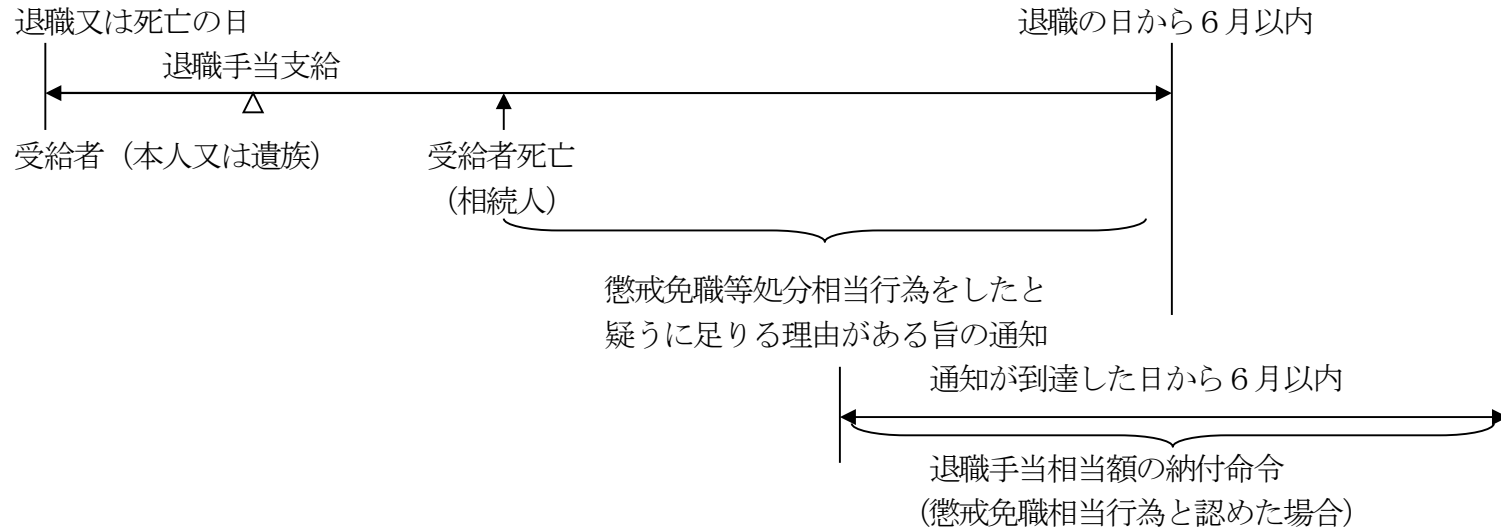 退職又は死亡の日
退職の日から６月以内
退職手当支給
△
受給者（本人又は遺族）
受給者死亡
（相続人）
懲戒免職等処分相当行為をしたと
疑うに足りる理由がある旨の通知
通知が到達した日から６月以内
退職手当相当額の納付命令
（懲戒免職相当行為と認めた場合）